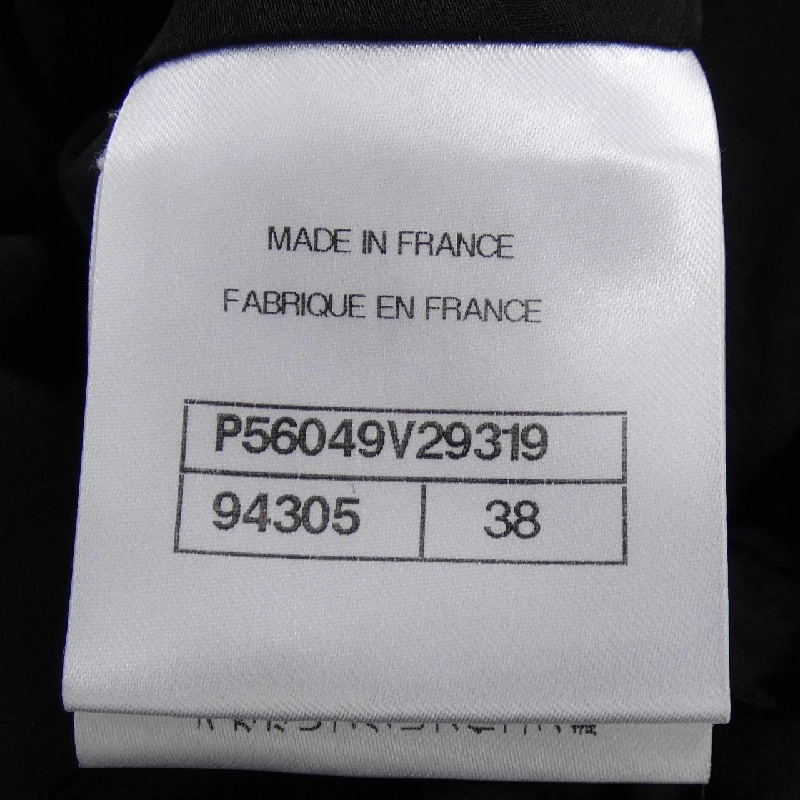 MADE IN FRANCE
FABRIQUE EN FRANCE
P56049V29319
94305 38